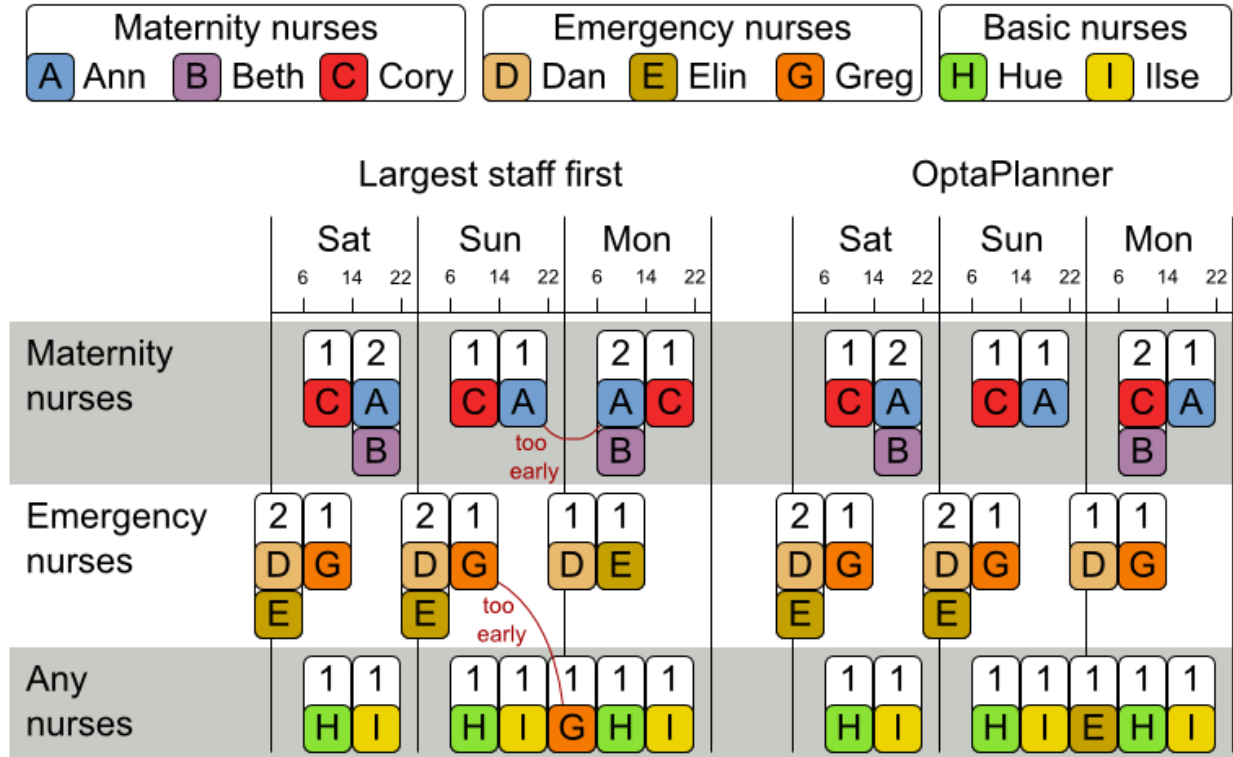 Maternity nurses Emergency nurses Basic nurses
A Ann B Beth C Cory D Dan E Elin G Greg H Hue I Ilse
Largest staff first OptaPlanner
Sat Sun Mon Sat Sun Mon
6 14 22 6 14 22 6 14 22 6 14 22 6 14 22 6 14 22
Maternity 1 2 1 1 2 1 1 2 1 1 2 1
nurses C A C A A C C A C A C A
too
early
B B B B
Emergency 2 1 2 1 1 1 2 1 2 1 1 1
nurses D G D G D E D G D G D G
E E E E
too
early
Any 1 1 1 1 1 1 1 1 1 1 1 1 1 1
nurses H I H I G H I H I H I E H I